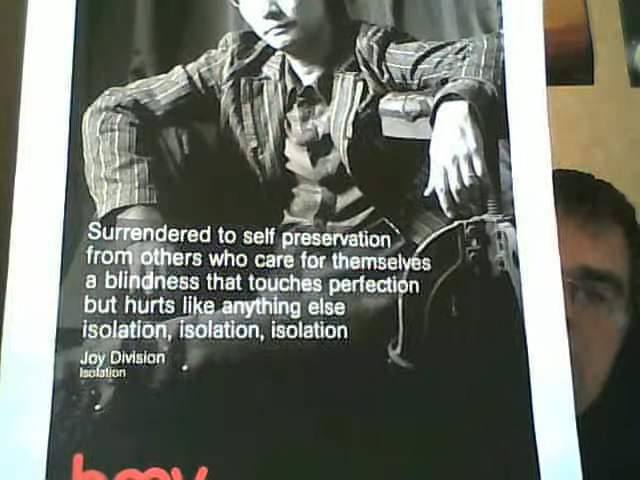 Surrendered to self preservation
from others who care for themselves
a blindness that touches perfection
but hurts like anything else
isolation, isolation, isolation
Joy Division
Isolation
hmv